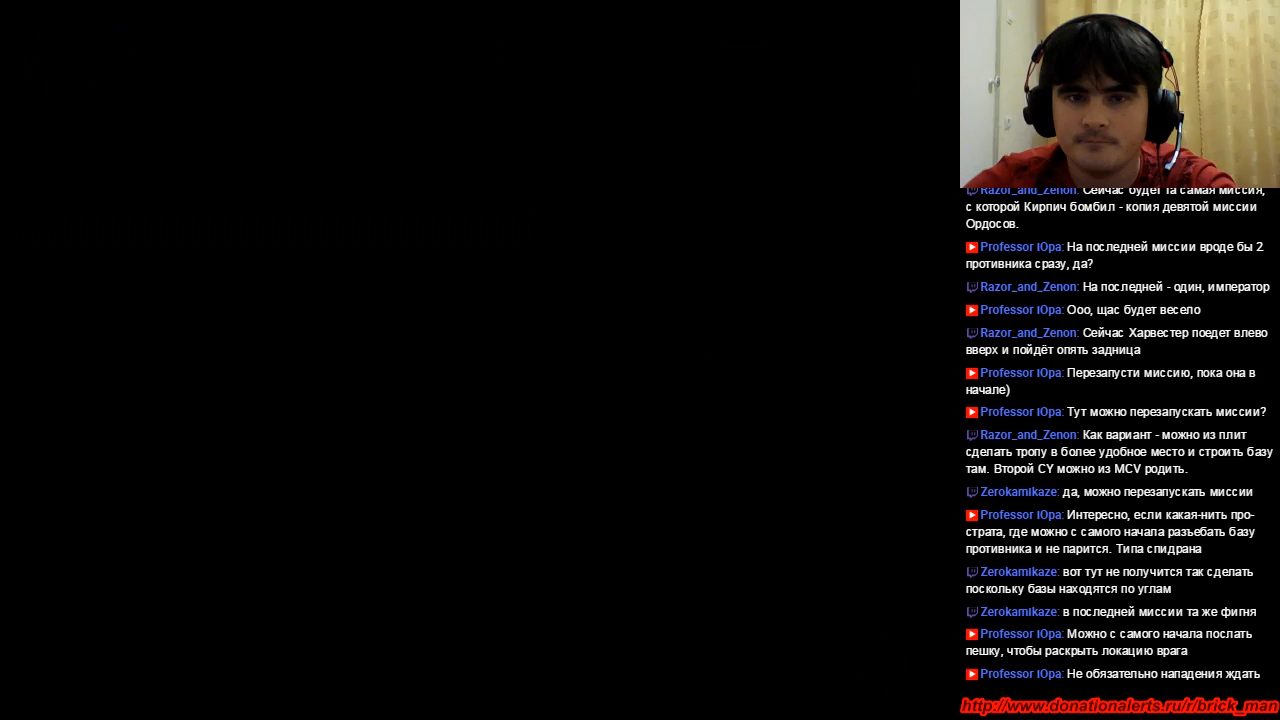 Razor_and_Zenon: Сейчас будет та самая миссия,
с которой Кирпич бомбил - копия девятой миссии
Ордосов.
Professor IOpa: На последней миссии вроде бы 2
противника сразу, да?
Razor_and_Zenon: На последней - один, император
Professor IOpa: Ооо, щас будет весело
Razor_and_Zenon: Сейчас Харвестер поедет влево
вверх и пойдёт опять задница
Professor IOpa: Перезапусти миссию, пока она в
начале)
Professor IOpa: Тут можно перезапускать миссии?
Razor_and_Zenon: Как вариант - можно из плит
сделать тропу в более удобное место и строить базу
там. Второй CY можно из MCV родить.
Zerokamikaze: да, можно перезапускать миссии
Professor IOpa: Интересно, если какая-нить про-
страта, где можно с самого начала разъебать базу
противника и не парится. Типа спидрана
Zerokamikaze: вот тут не получится так сделать
поскольку базы находятся по углам
Zerokamikaze: в последней миссии та же фигня
Professor IOpa: Можно с самого начала послать
пешку, чтобы раскрыть локацию врага
Professor IOpa: Не обязательно нападения ждать
http://www.donationalerts.ru/r/brick_man